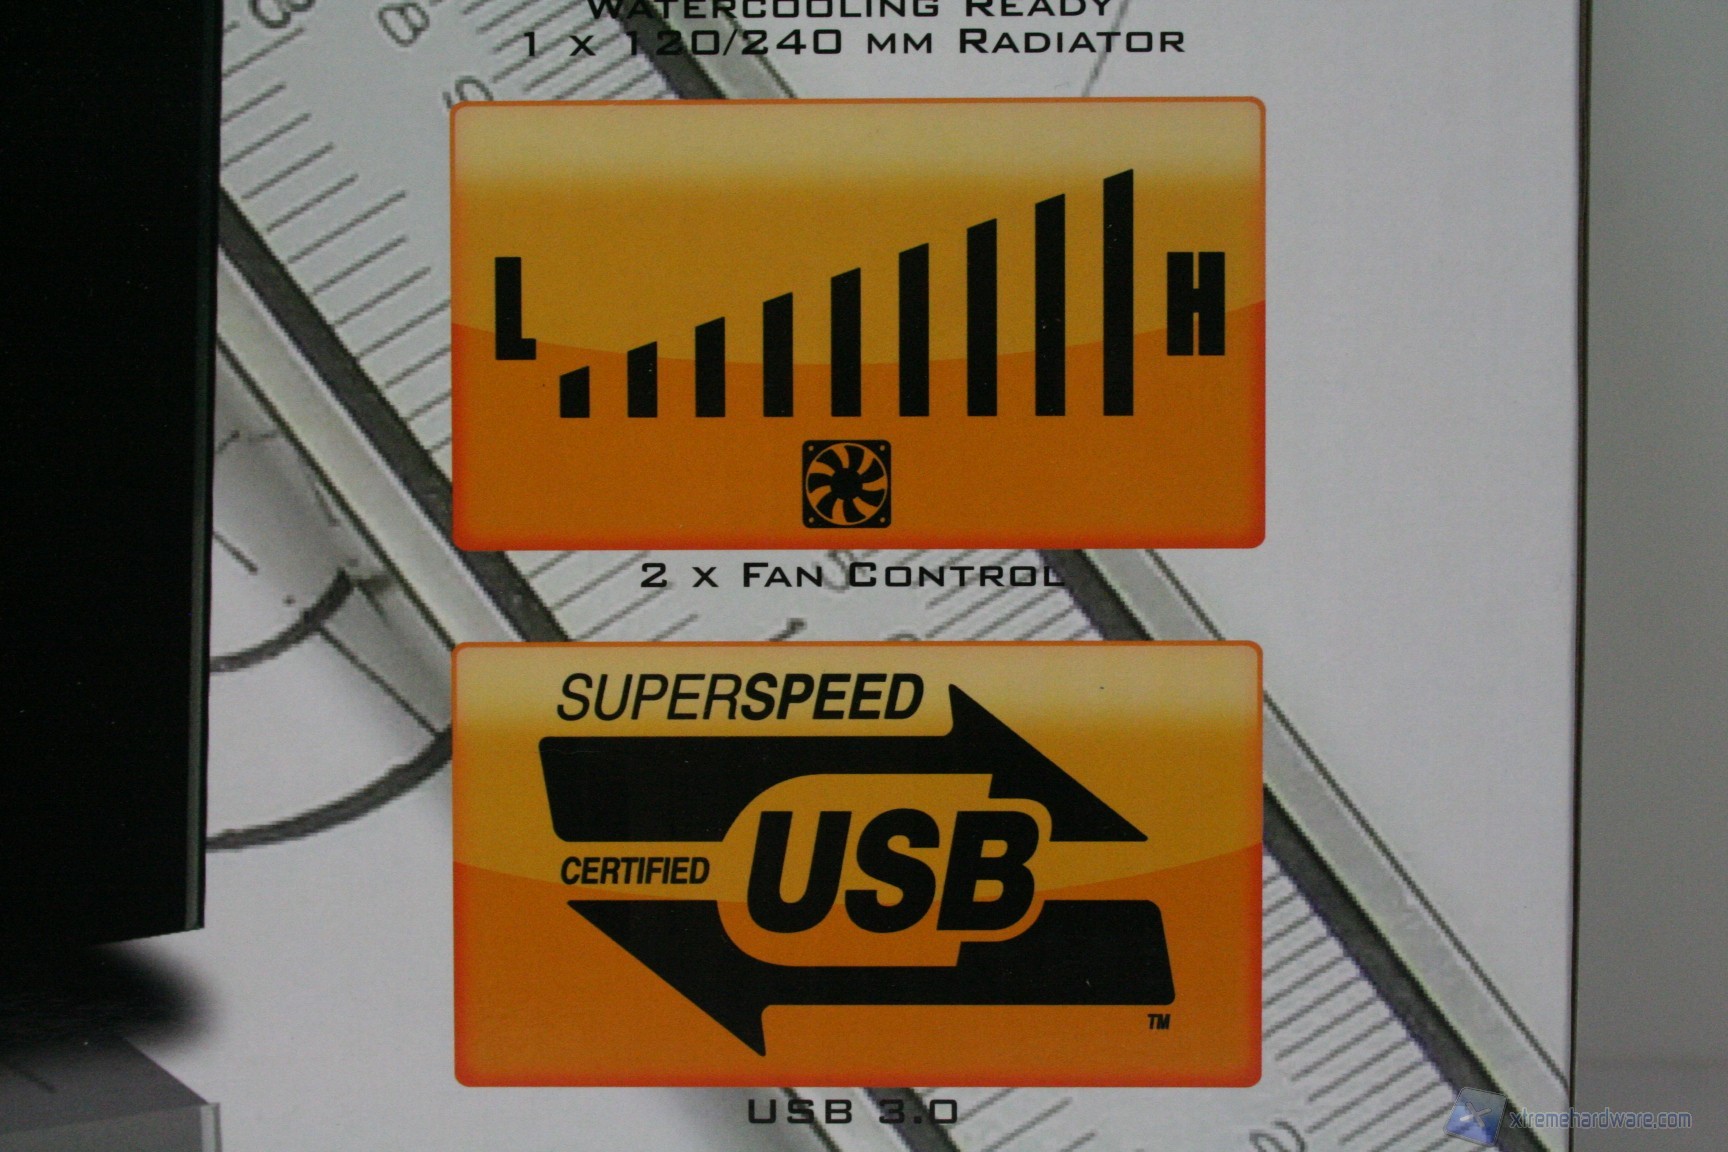 WATERCOOLING READY
1 x 120/240 MM RADIATOR
L H
2 x FAN CONTROL
SUPERSPEED
CERTIFIED USB
TM
USB 3.0
xtremehardware.com